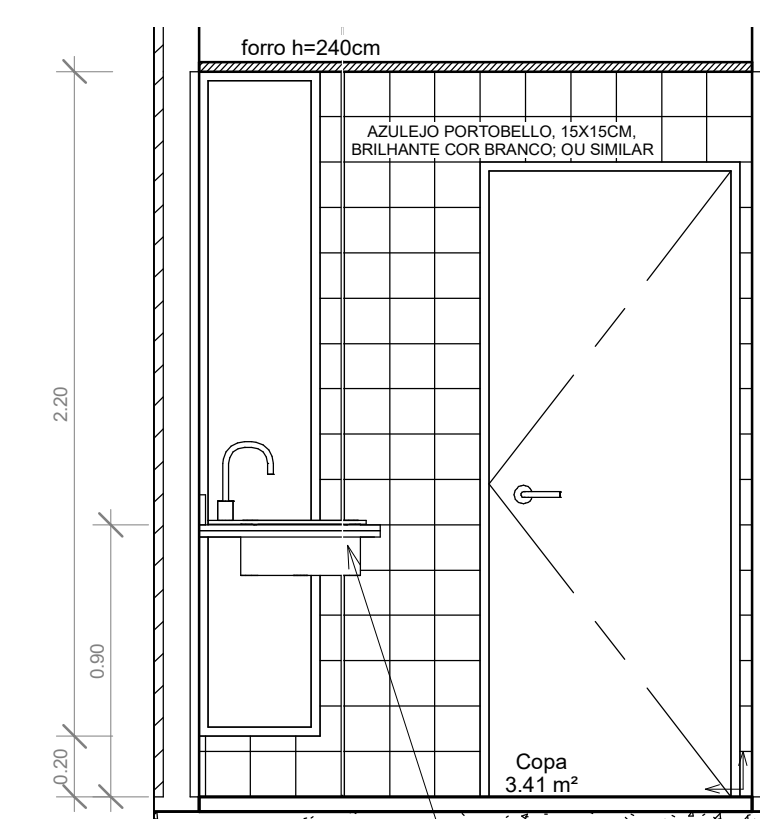 forro h=240cm
AZULEJO PORTOBELLO, 15X15CM,
BRILHANTE COR BRANCO; OU SIMILAR
2.20
0.90
0.20
Copa
3.41 m²